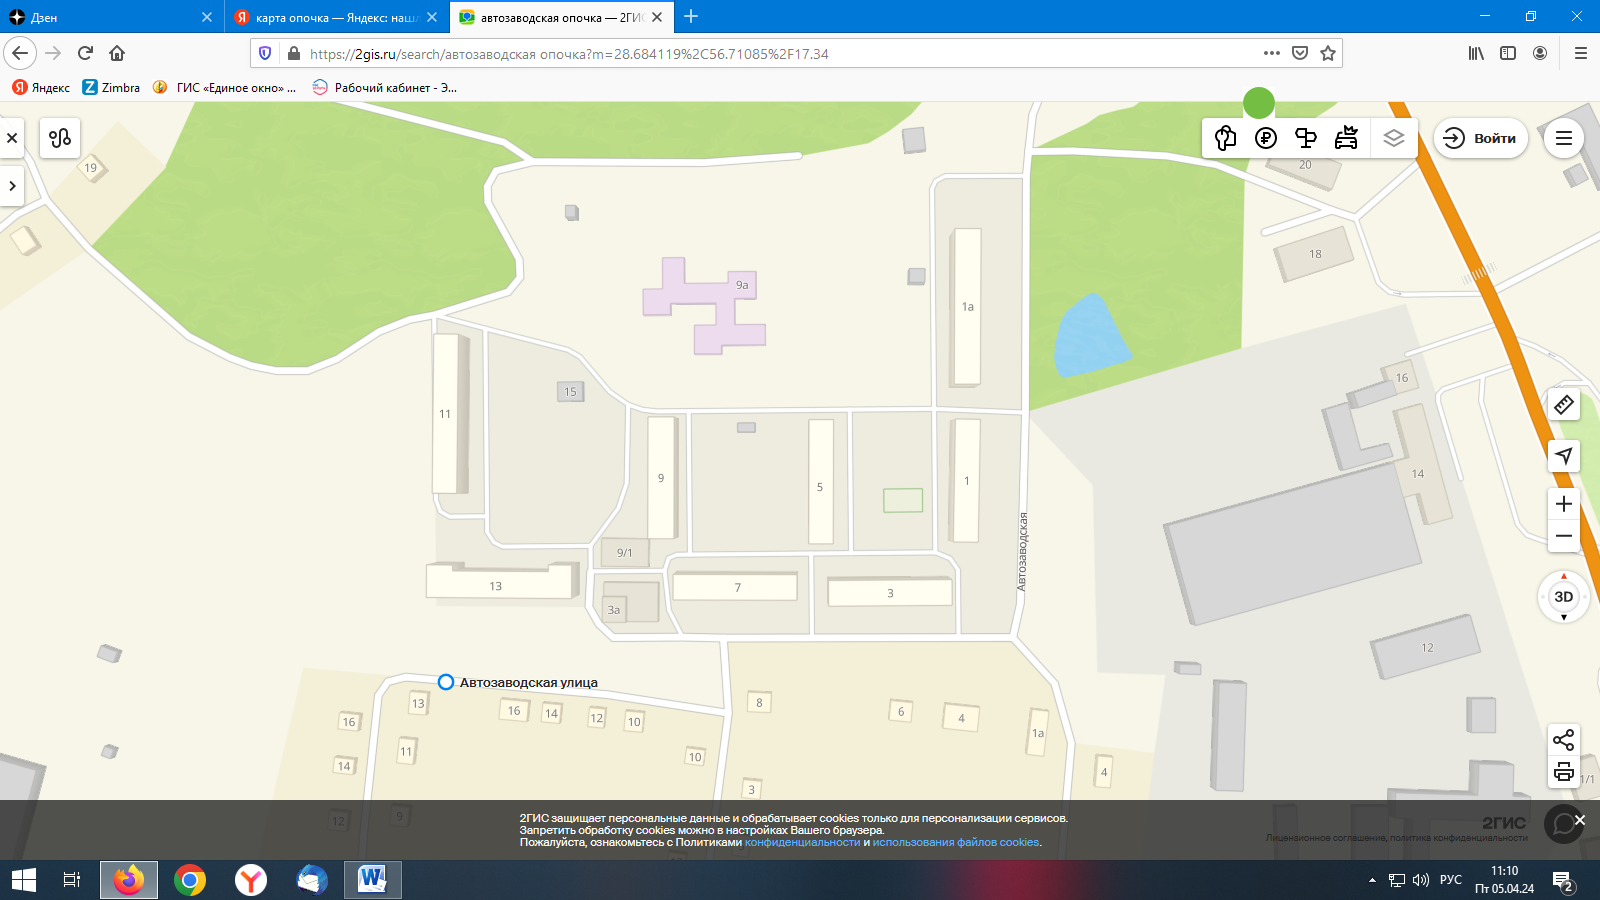 Дзен
карта опочка — Яндекс: наш
автозаводская опочка — 2ГИС
https://2gis.ru/search/автозаводская опочка?m=28.684119%2C56.71085%2F17.34
Яндекс
Zimbra
ГИС «Единое окно» ...
Рабочий кабинет - Э...
Войти
19
20
18
9а
1а
16
15
11
9
5
1
14
Автозаводская
9/1
13
7
3
3а
12
Автозаводская улица
13
16
16
14
12
10
8
6
4
1а
11
14
10
3
4
1/1
12
9
2ГИС защищает персональные данные и обрабатывает cookies только для персонализации сервисов.
Запретить обработку cookies можно в настройках Вашего браузера.
Пожалуйста, ознакомьтесь с Политиками конфиденциальности и использования файлов cookies.
2ГИС
Лицензионное соглашение, политика конфиденциальности
3D
РУС
11:10
Пт 05.04.24
2